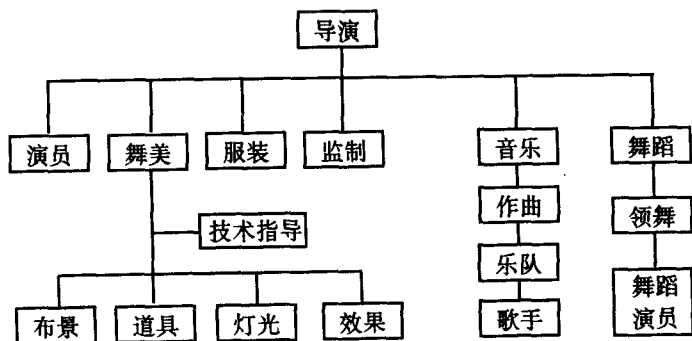 导演
演员
舞美
服装
监制
音乐
舞蹈
作曲
领舞
技术指导
乐队
布景
道具
灯光
效果
歌手
舞蹈
演员